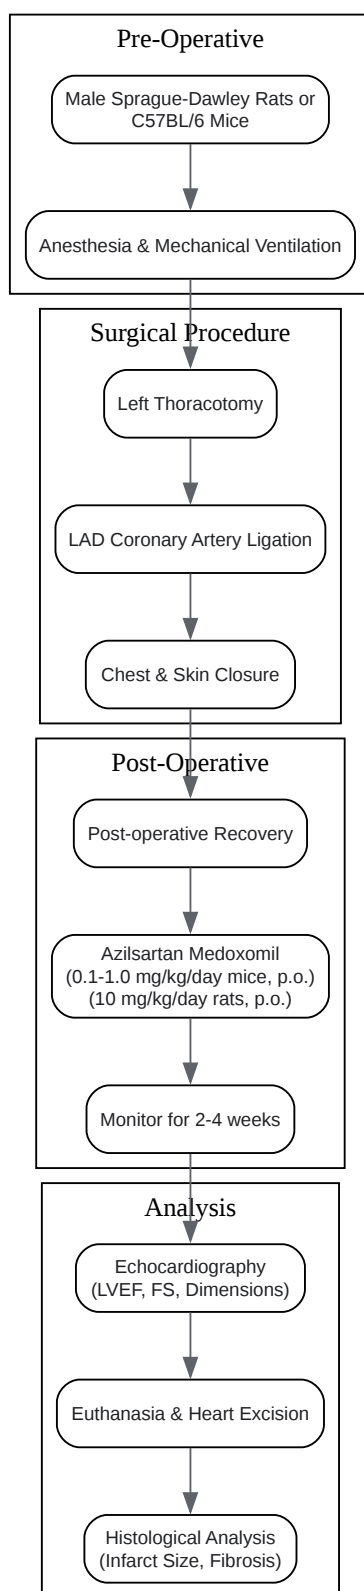 Pre-Operative
Male Sprague-Dawley Rats or
C57BL/6 Mice
Anesthesia & Mechanical Ventilation
Surgical Procedure
Left Thoracotomy
LAD Coronary Artery Ligation
Chest & Skin Closure
Post-Operative
Post-operative Recovery
Azilsartan Medoxomil
(0.1-1.0 mg/kg/day mice, p.o.)
(10 mg/kg/day rats, p.o.)
Monitor for 2-4 weeks
Analysis
Echocardiography
(LVEF, FS, Dimensions)
Euthanasia & Heart Excision
Histological Analysis
(Infarct Size, Fibrosis)